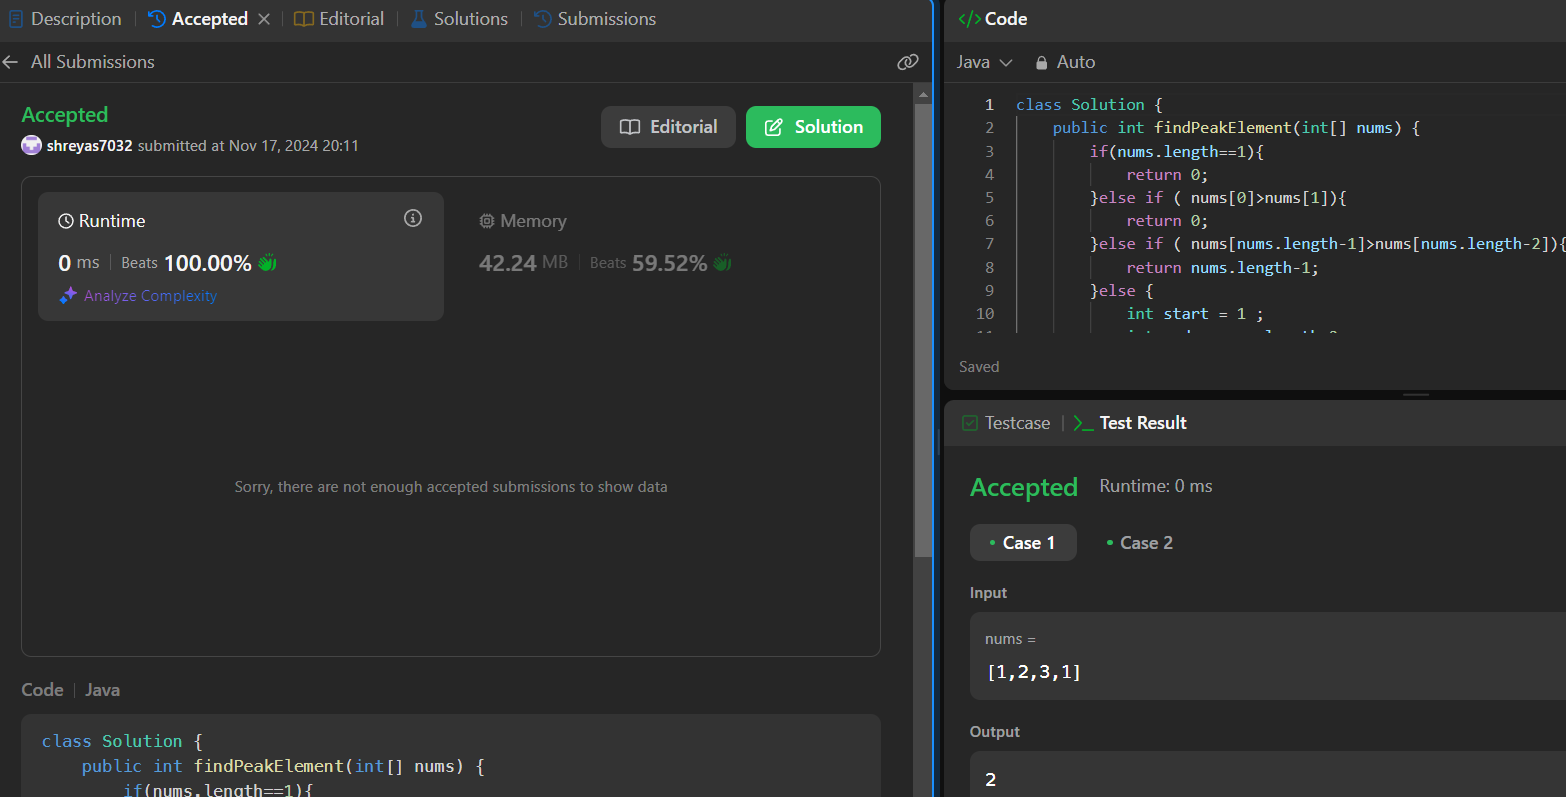 Description | Accepted × | Editorial | Solutions | Submissions
All Submissions
Accepted
shreyas7032 submitted at Nov 17, 2024 20:11
Editorial
Solution
Runtime
0 ms | Beats 100.00%
Analyze Complexity
Memory
42.24 MB | Beats 59.52%
Sorry, there are not enough accepted submissions to show data
Code | Java
class Solution {
public int findPeakElement(int[] nums) {
if(nums.length==1){
</> Code
Java Auto
1 class Solution {
2 public int findPeakElement(int[] nums) {
3 if(nums.length==1){
4 return 0;
5 }else if ( nums[0]>nums[1]){
6 return 0;
7 }else if ( nums[nums.length-1]>nums[nums.length-2]){
8 return nums.length-1;
9 }else {
10 int start = 1 ;
Saved
Testcase | >_ Test Result
Accepted Runtime: 0 ms
• Case 1 • Case 2
Input
nums =
[1,2,3,1]
Output
2